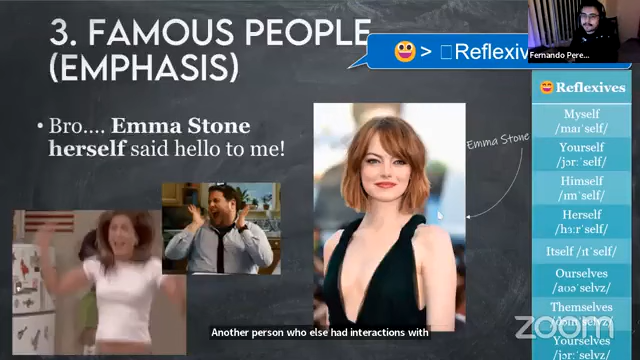 3. FAMOUS PEOPLE
(EMPHASIS)
> Reflexiv
Fernando Pere...
• Bro.... Emma Stone
herself said hello to me!
Emma Stone
Reflexives
Myself
/maɪˈself/
Yourself
/jɔːrˈself/
Himself
/ɪmˈself/
Herself
/hɜːrˈself/
Itself /ɪtˈself/
Ourselves
/aʊəˈselvz/
Themselves
Yourselves
/jɔːrˈselvz/
Another person who else had interactions with
zoom